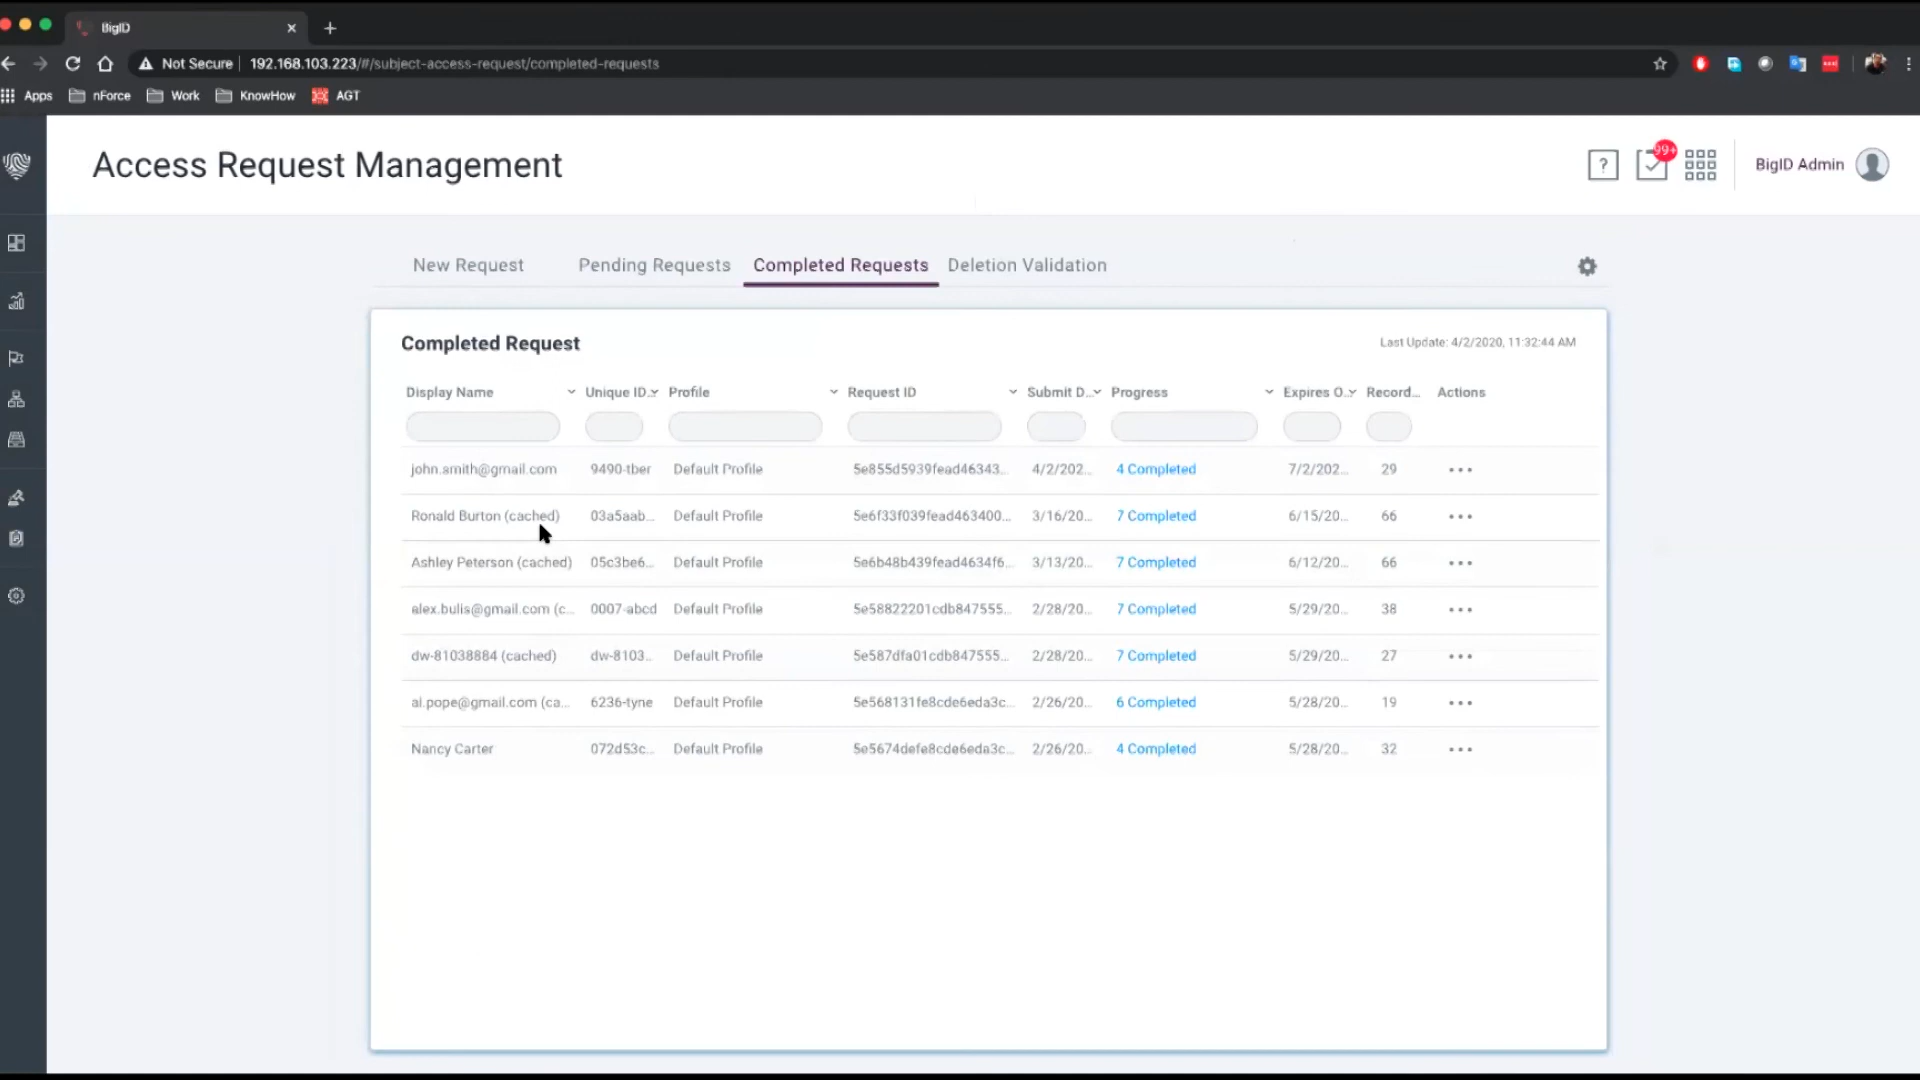 BigID
Not Secure 192.168.103.223/#/subject-access-request/completed-requests
Apps nForce Work KnowHow AGT
Access Request Management
? 99+ BigID Admin
New Request Pending Requests Completed Requests Deletion Validation
Completed Request Last Update: 4/2/2020, 11:32:44 AM
Display Name Unique ID.. Profile Request ID Submit D... Progress Expires O... Record... Actions
john.smith@gmail.com 9490-tber Default Profile 5e855d5939fead46343... 4/2/202... 4 Completed 7/2/202... 29
Ronald Burton (cached) 03a5aab... Default Profile 5e6f33f039fead463400... 3/16/20... 7 Completed 6/15/20... 66
Ashley Peterson (cached) 05c3be6... Default Profile 5e6b48b439fead4634f6... 3/13/20... 7 Completed 6/12/20... 66
alex.bulis@gmail.com (c... 0007-abcd Default Profile 5e58822201cdb847555... 2/28/20... 7 Completed 5/29/20... 38
dw-81038884 (cached) dw-8103... Default Profile 5e587dfa01cdb847555... 2/28/20... 7 Completed 5/29/20... 27
al.pope@gmail.com (ca... 6236-tyne Default Profile 5e568131fe8cde6eda3c... 2/26/20... 6 Completed 5/28/20... 19
Nancy Carter 072d53c... Default Profile 5e5674defe8cde6eda3c... 2/26/20... 4 Completed 5/28/20... 32